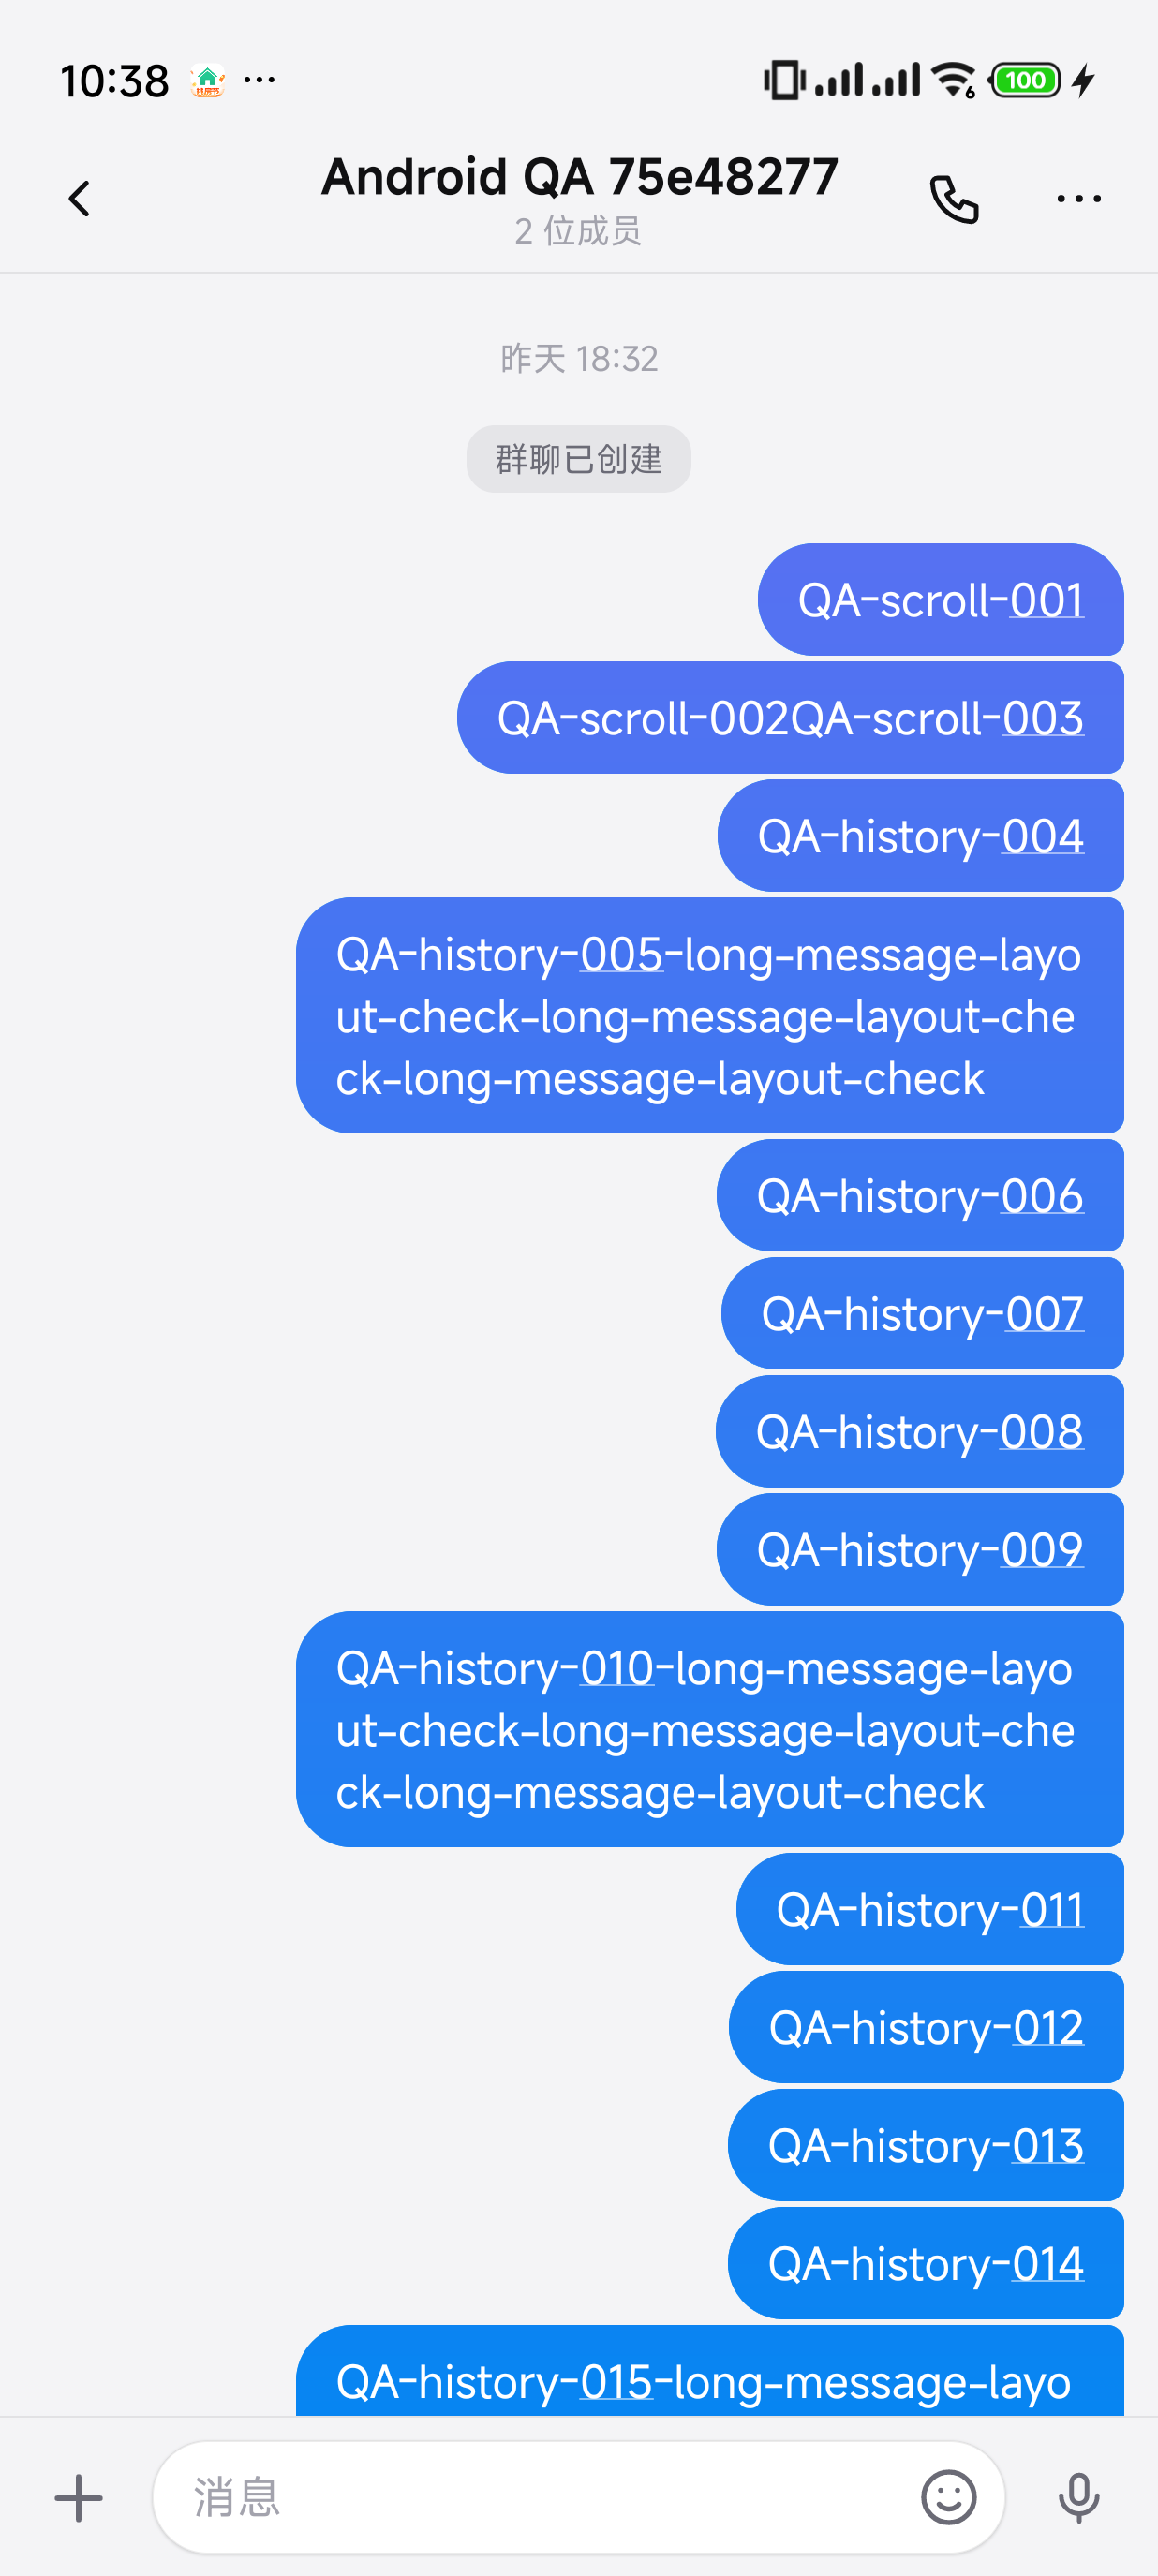 10:38
100
Android QA 75e48277
2 位成员
昨天 18:32
群聊已创建
QA-scroll-001
QA-scroll-002QA-scroll-003
QA-history-004
QA-history-005-long-message-layo
ut-check-long-message-layout-che
ck-long-message-layout-check
QA-history-006
QA-history-007
QA-history-008
QA-history-009
QA-history-010-long-message-layo
ut-check-long-message-layout-che
ck-long-message-layout-check
QA-history-011
QA-history-012
QA-history-013
QA-history-014
QA-history-015-long-message-layo
消息